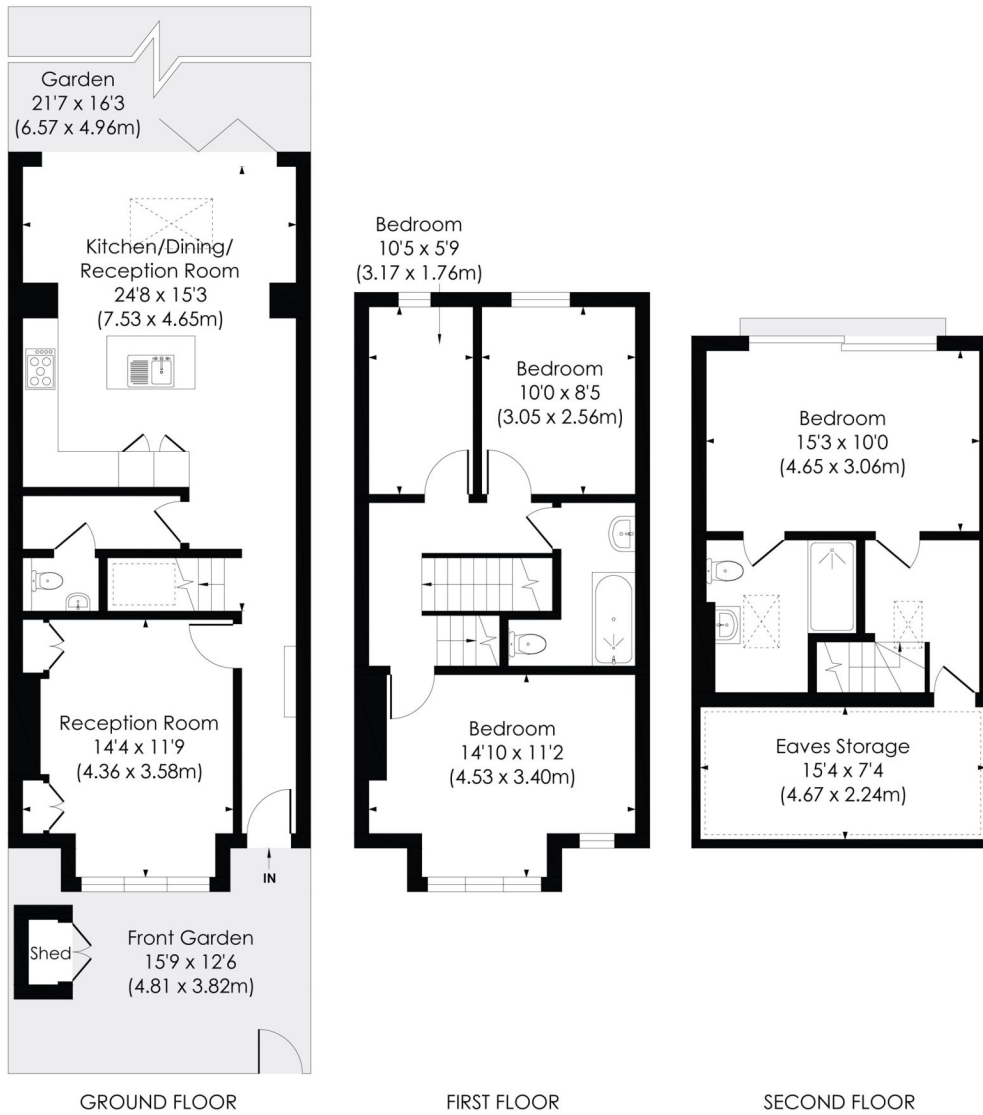 Garden
21'7 x 16'3
(6.57 x 4.96m)
Kitchen/Dining/
Reception Room
24'8 x 15'3
(7.53 x 4.65m)
Reception Room
14'4 x 11'9
(4.36 x 3.58m)
IN
Shed
Front Garden
15'9 x 12'6
(4.81 x 3.82m)
GROUND FLOOR
Bedroom
10'5 x 5'9
(3.17 x 1.76m)
Bedroom
10'0 x 8'5
(3.05 x 2.56m)
Bedroom
14'10 x 11'2
(4.53 x 3.40m)
FIRST FLOOR
Bedroom
15'3 x 10'0
(4.65 x 3.06m)
Eaves Storage
15'4 x 7'4
(4.67 x 2.24m)
SECOND FLOOR